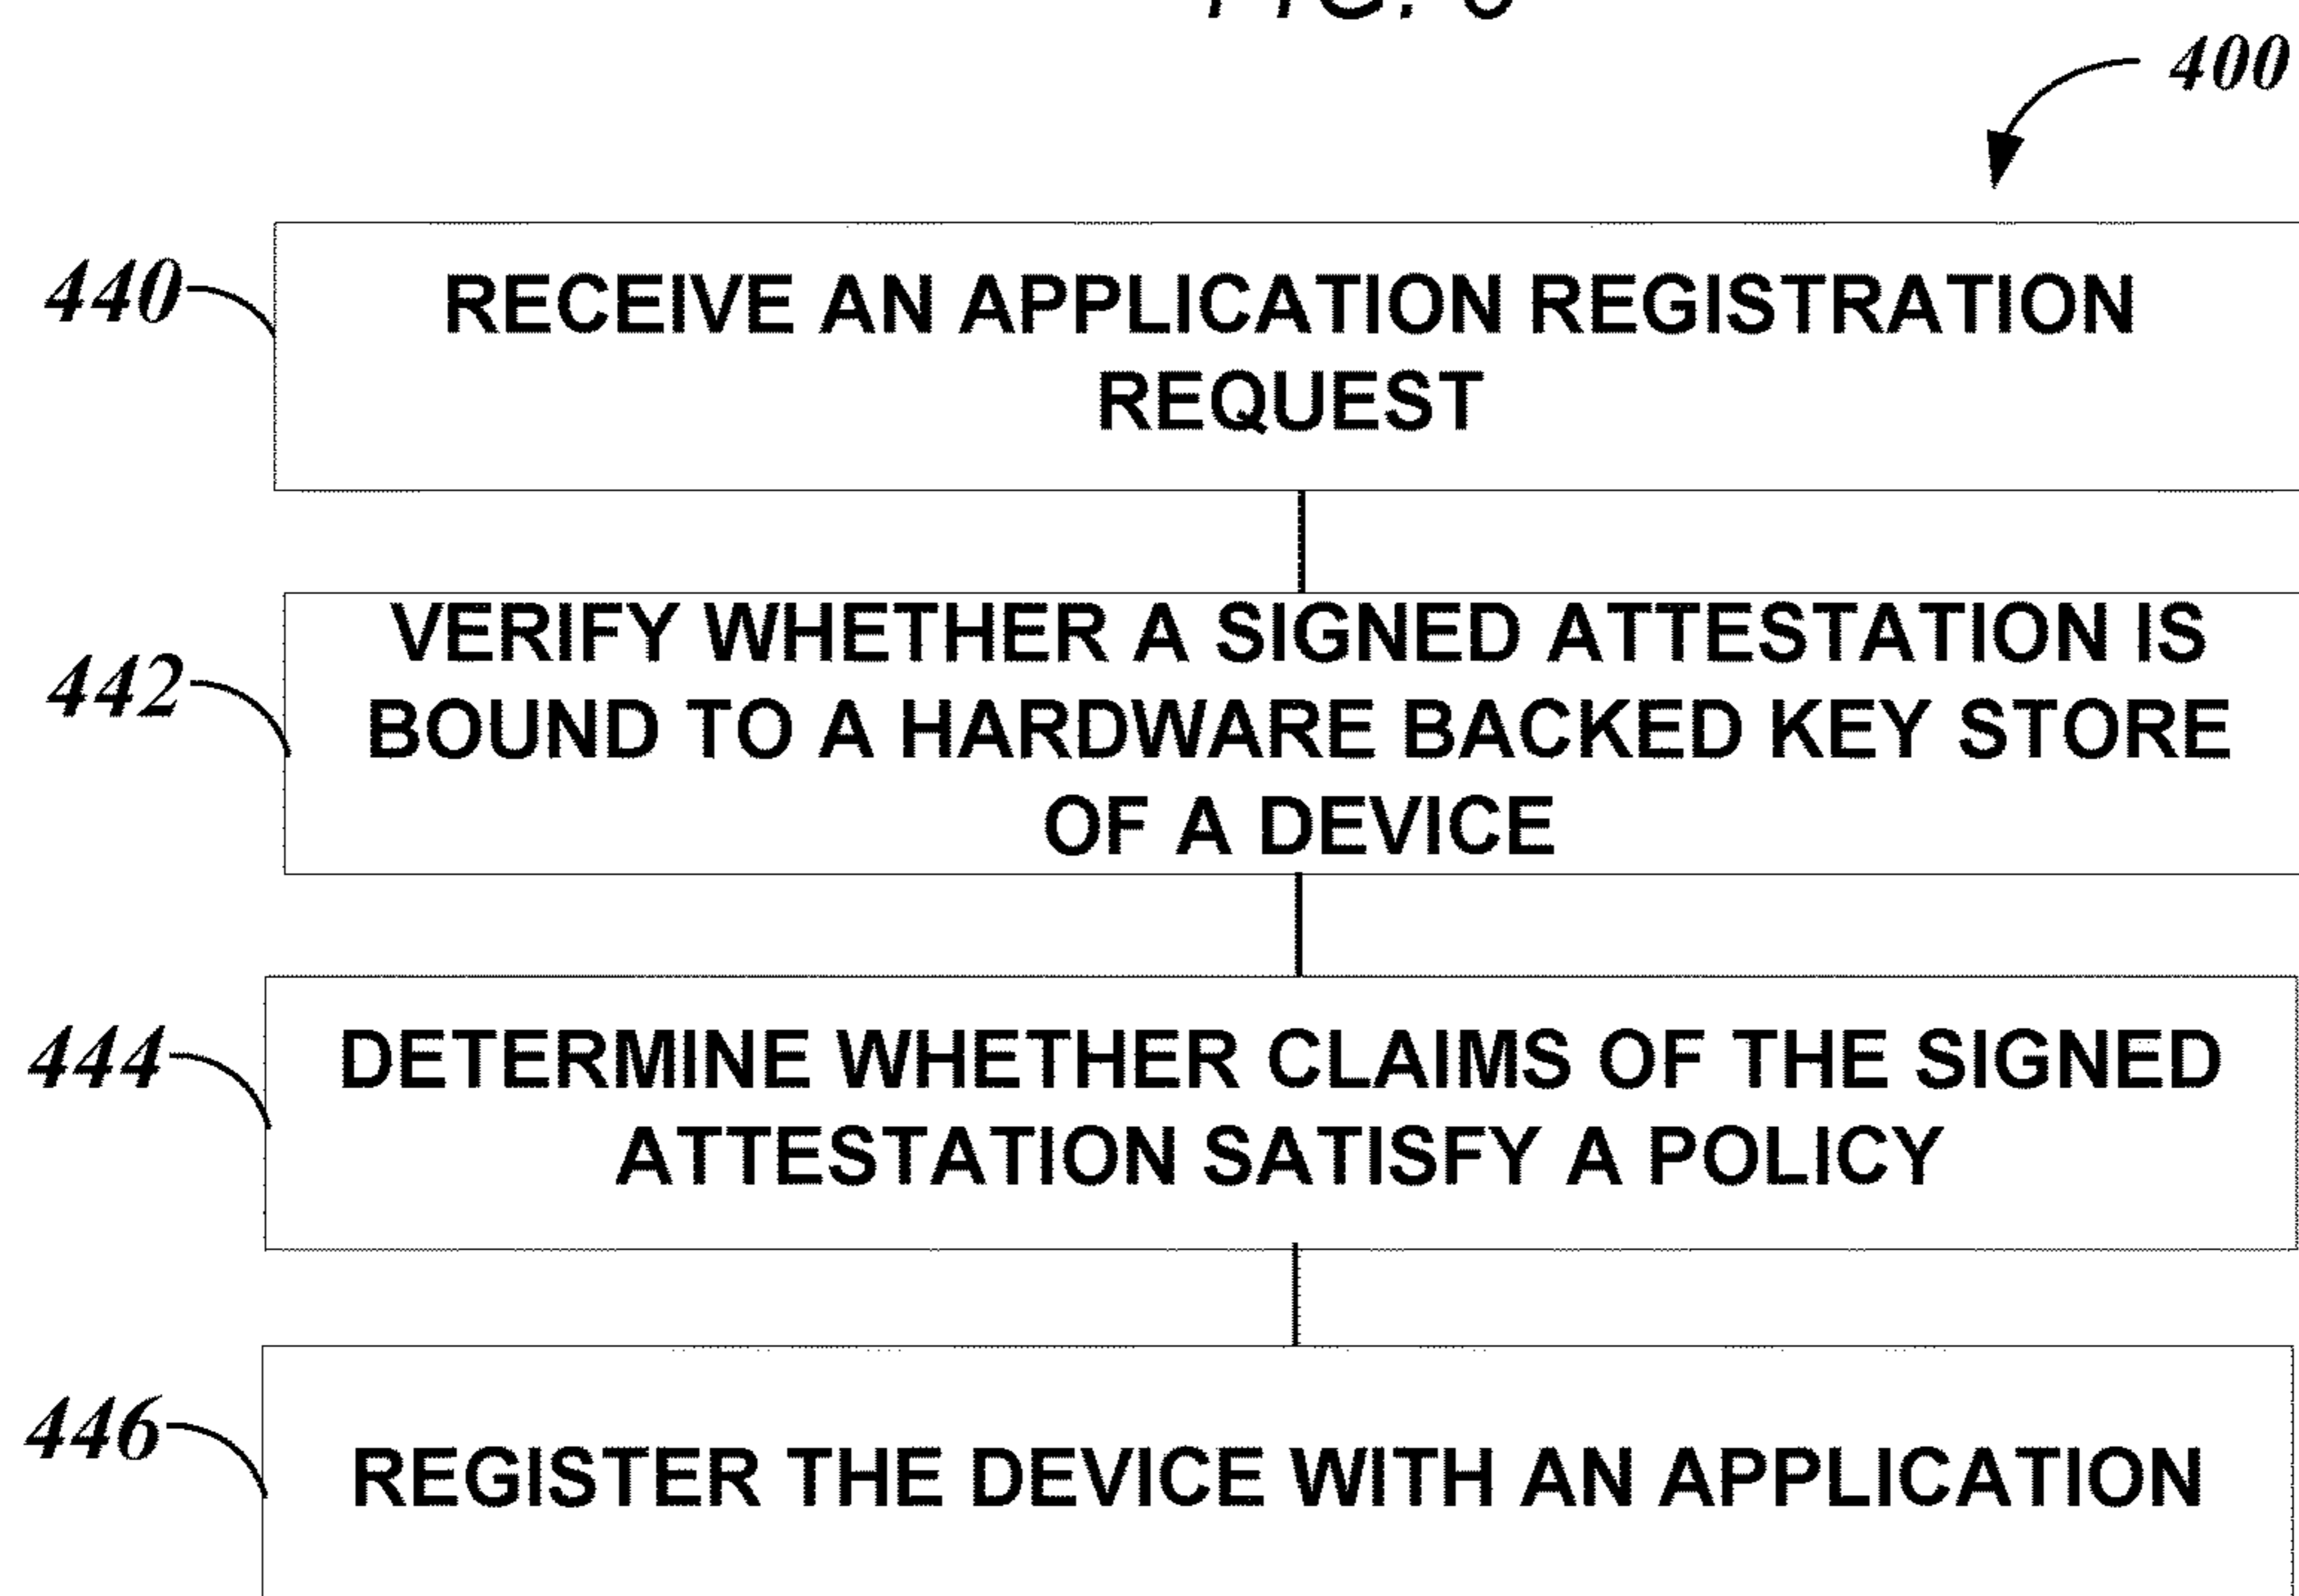 400
440
RECEIVE AN APPLICATION REGISTRATION
REQUEST
442
VERIFY WHETHER A SIGNED ATTESTATION IS
BOUND TO A HARDWARE BACKED KEY STORE
OF A DEVICE
444
DETERMINE WHETHER CLAIMS OF THE SIGNED
ATTESTATION SATISFY A POLICY
446
REGISTER THE DEVICE WITH AN APPLICATION